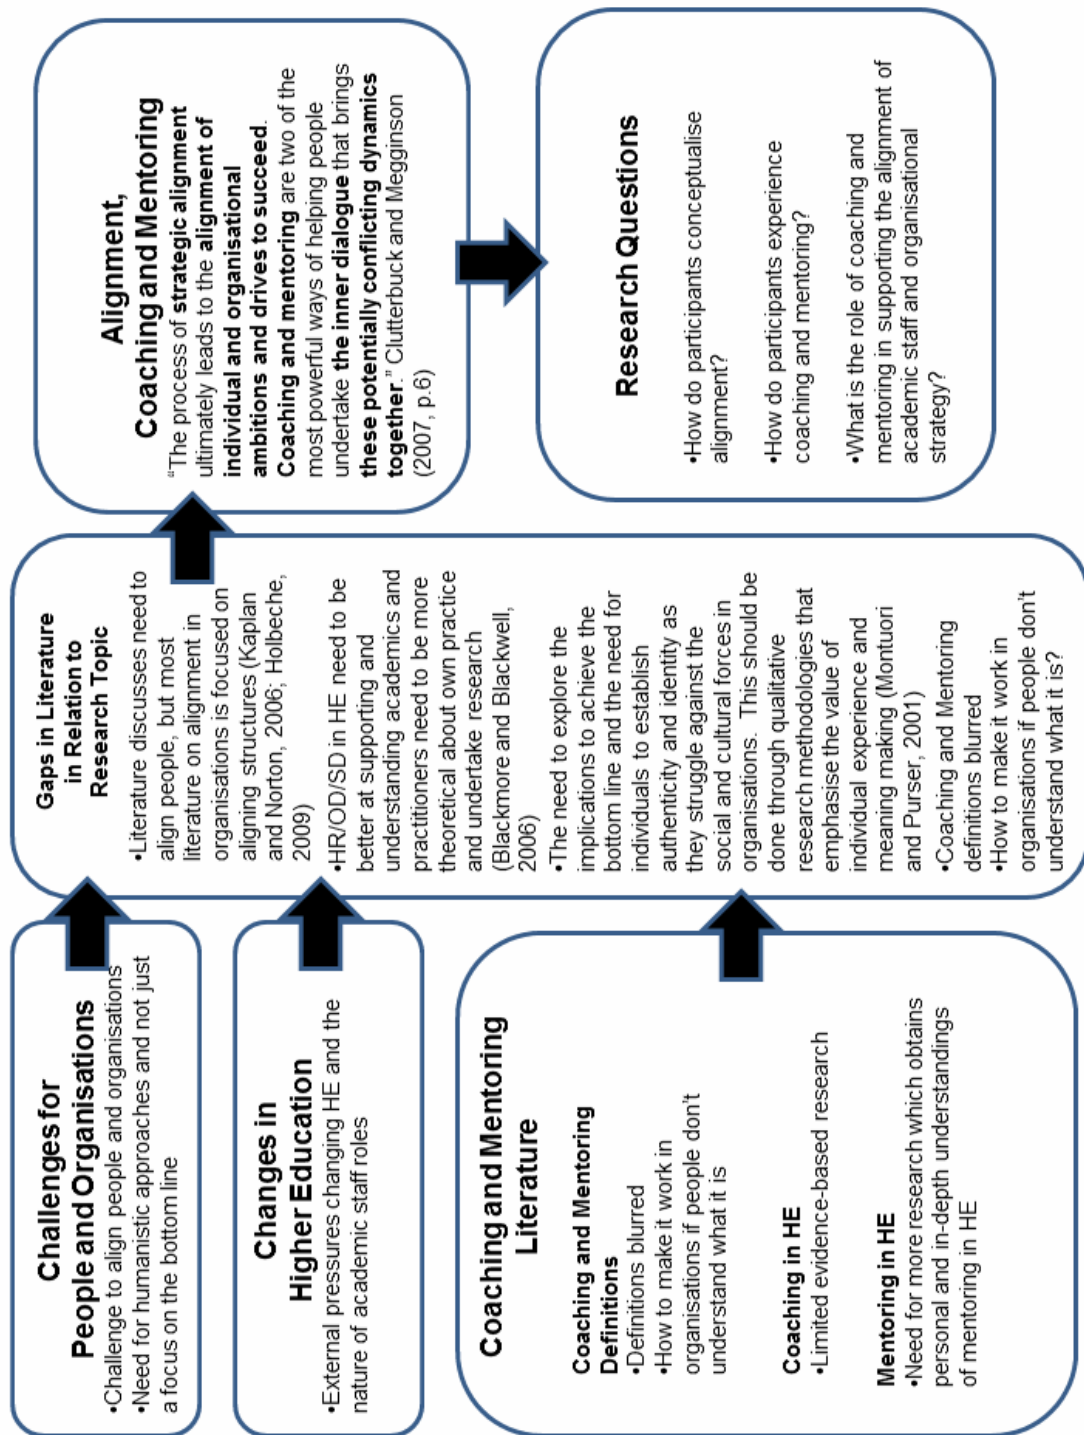 Challenges for
People and Organisations
•Challenge to align people and organisations
•Need for humanistic approaches and not just
a focus on the bottom line
Changes in
Higher Education
•External pressures changing HE and the
nature of academic staff roles
Coaching and Mentoring
Literature
Coaching and Mentoring
Definitions
•Definitions blurred
•How to make it work in
organisations if people don't
understand what it is
Coaching in HE
•Limited evidence-based research
Mentoring in HE
•Need for more research which obtains
personal and in-depth understandings
of mentoring in HE
Gaps in Literature
in Relation to
Research Topic
•Literature discusses need to
align people, but most
literature on alignment in
organisations is focused on
aligning structures (Kaplan
and Norton, 2006; Holbeche,
2009)
•HR/OD/SD in HE need to be
better at supporting and
understanding academics and
practitioners need to be more
theoretical about own practice
and undertake research
(Blackmore and Blackwell,
2006)
•The need to explore the
implications to achieve the
bottom line and the need for
individuals to establish
authenticity and identity as
they struggle against the
social and cultural forces in
organisations. This should be
done through qualitative
research methodologies that
emphasise the value of
individual experience and
meaning making (Montuori
and Purser, 2001)
•Coaching and Mentoring
definitions blurred
•How to make it work in
organisations if people don't
understand what it is?
Alignment,
Coaching and Mentoring
"The process of strategic alignment
ultimately leads to the alignment of
individual and organisational
ambitions and drives to succeed.
Coaching and mentoring are two of the
most powerful ways of helping people
undertake the inner dialogue that brings
these potentially conflicting dynamics
together." Clutterbuck and Megginson
(2007, p.6)
Research Questions
•How do participants conceptualise
alignment?
•How do participants experience
coaching and mentoring?
•What is the role of coaching and
mentoring in supporting the alignment of
academic staff and organisational
strategy?